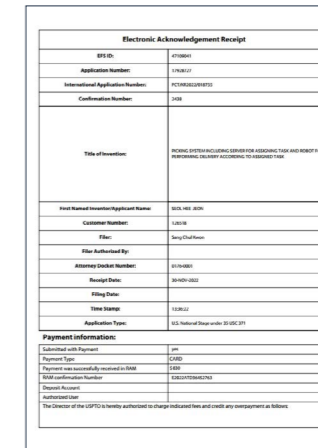 Electronic Acknowledgement Receipt
EFS ID:
Application Number:
International Application Number:
PCT/KR2022/018733
Confirmation Number:
2438
Title of Invention:
PICKING SYSTEM INCLUDING SERVER FOR ASSIGNING TASK AND ROBOT
PERFORMING DELIVERY ACCORDING TO ASSIGNED TASK
First Named Inventor/Applicant Name:
SEOL HEE JEON
Customer Number:
Filer:
Sang Chul Kwon
Filer Authorized By:
Attorney Docket Number:
Receipt Date:
30-NOV-2022
Filing Date:
Time Stamp:
Application Type:
U.S. National Stage under 35 USC 371
Payment information:
Submitted with Payment
yes
Payment Type
CARD
Payment was successfully received in RAM
RAM confirmation Number
Deposit Account
Authorized User
The Director of the USPTO is hereby authorized to charge indicated fees and credit any overpayment as follows: